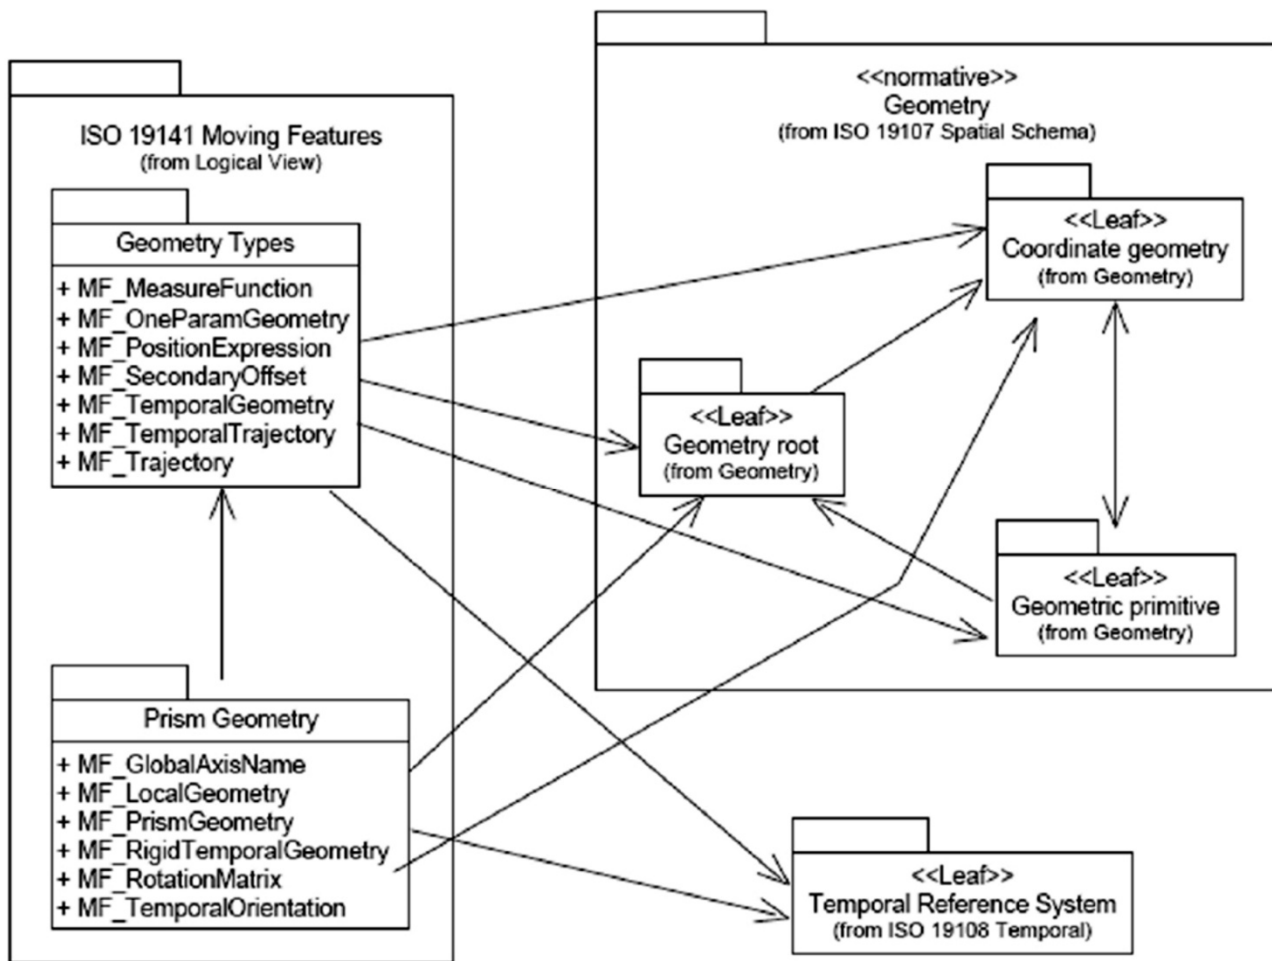 ISO 19141 Moving Features
(from Logical View)
Geometry Types
+ MF_MeasureFunction
+ MF_OneParamGeometry
+ MF_PositionExpression
+ MF_SecondaryOffset
+ MF_TemporalGeometry
+ MF_TemporalTrajectory
+ MF_Trajectory
Prism Geometry
+ MF_GlobalAxisName
+ MF_LocalGeometry
+ MF_PrismGeometry
+ MF_RigidTemporalGeometry
+ MF_RotationMatrix
+ MF_TemporalOrientation
<<normative>>
Geometry
(from ISO 19107 Spatial Schema)
<<Leaf>>
Coordinate geometry
(from Geometry)
<<Leaf>>
Geometry root
(from Geometry)
<<Leaf>>
Geometric primitive
(from Geometry)
<<Leaf>>
Temporal Reference System
(from ISO 19108 Temporal)